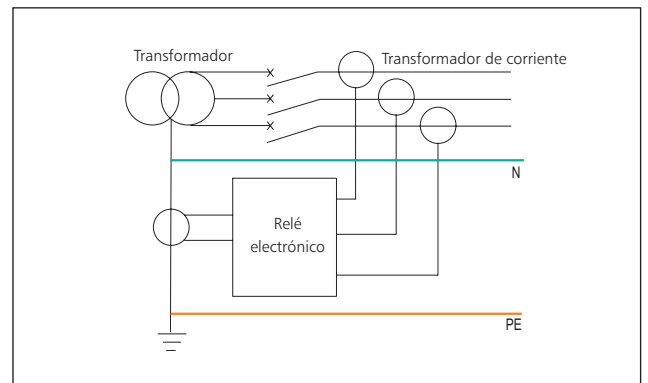 Transformador
Transformador de corriente
N
Relé
electrónico
PE